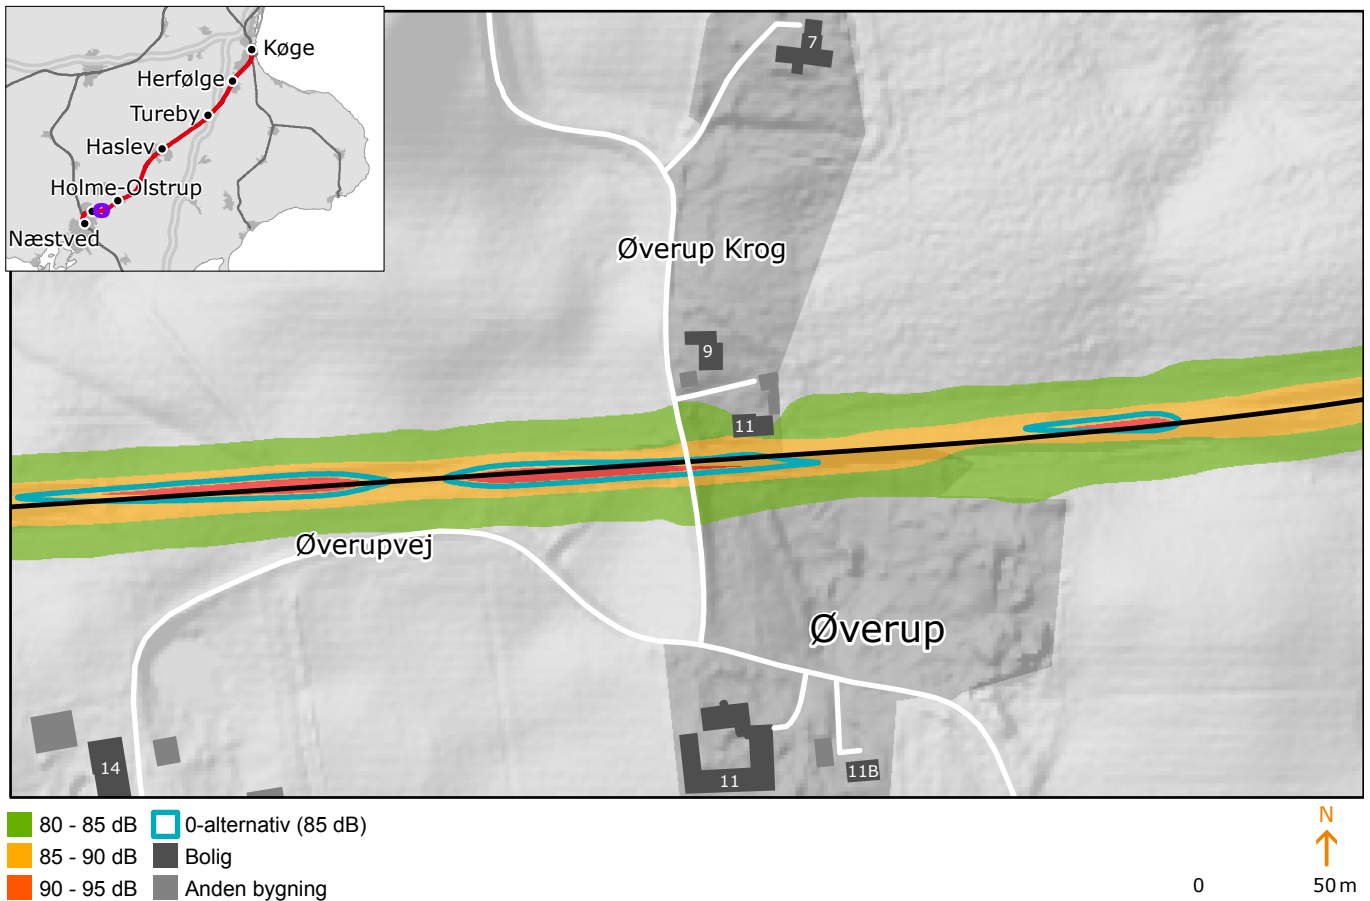 Køge
Herfølge
Tureby
Haslev
Holme-Olstrup
Næstved
7
Øverup Krog
9
11
Øverupvej
Øverup
14
11
11B
80 - 85 dB
0-alternativ (85 dB)
85 - 90 dB
Bolig
90 - 95 dB
Anden bygning
N
0
50 m